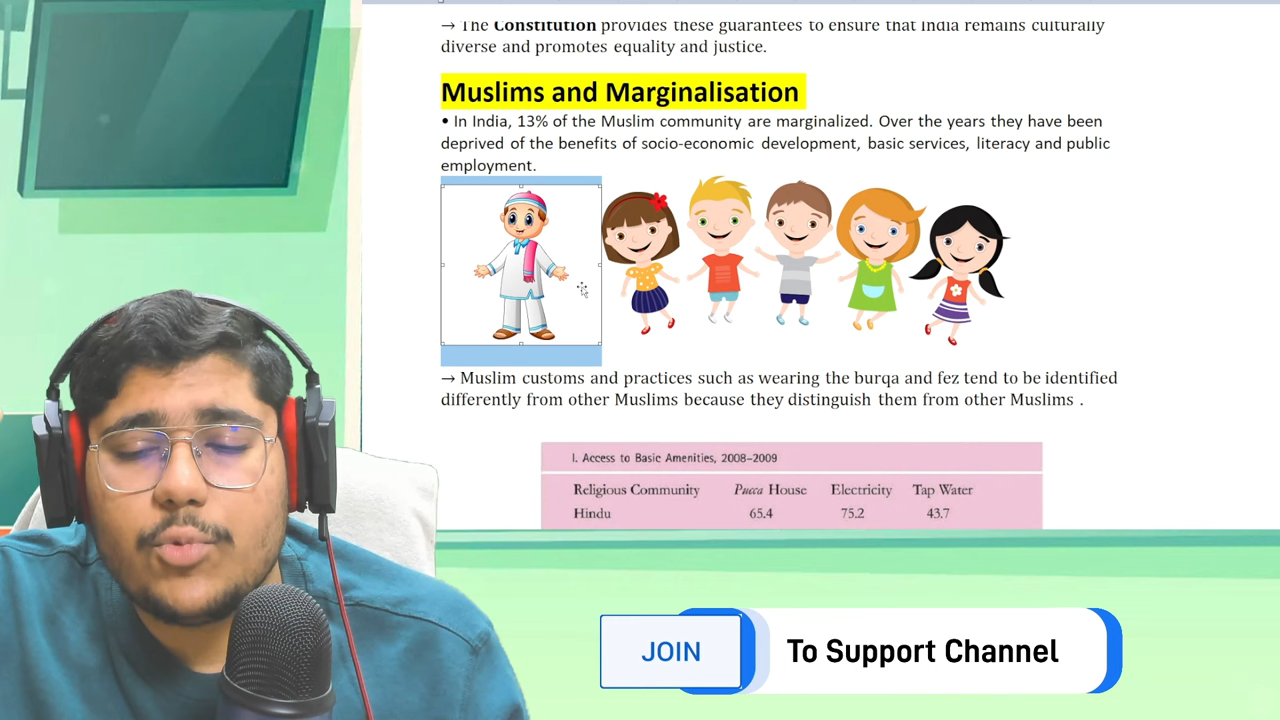 → The Constitution provides these guarantees to ensure that India remains culturally
diverse and promotes equality and justice.
Muslims and Marginalisation
• In India, 13% of the Muslim community are marginalized. Over the years they have been
deprived of the benefits of socio-economic development, basic services, literacy and public
employment.
→ Muslim customs and practices such as wearing the burqa and fez tend to be identified
differently from other Muslims because they distinguish them from other Muslims .
I. Access to Basic Amenities, 2008–2009
Religious Community Pucca House Electricity Tap Water
Hindu 65.4 75.2 43.7
JOIN To Support Channel